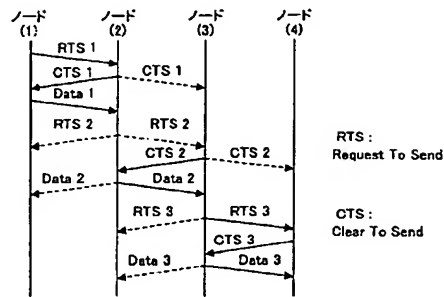 ノード ノード ノード ノード
(1) (2) (3) (4)
RTS 1
CTS 1 CTS 1
Data 1
RTS 2 RTS 2
CTS 2 CTS 2
Data 2 Data 2
RTS 3 RTS 3
CTS 3
Data 3 Data 3
RTS :
Request To Send
CTS :
Clear To Send